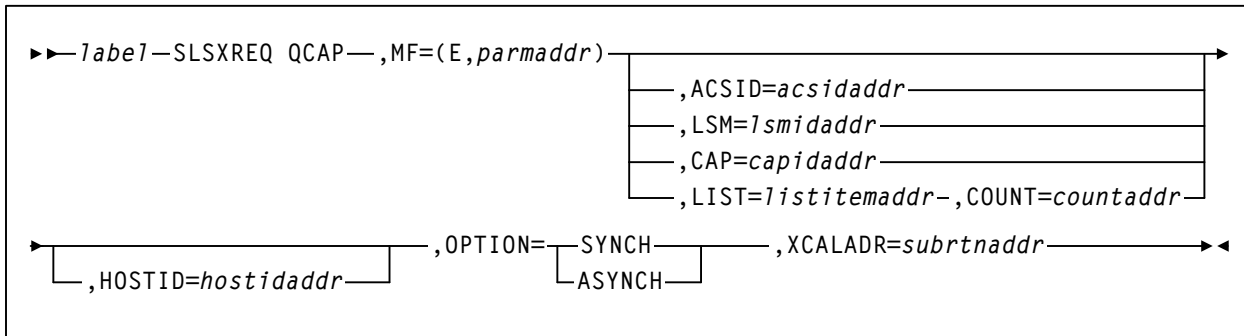 label SLSXREQ QCAP ,MF=(E,parmaddr)
,ACSID=acsidaddr
,LSM=lsmidaddr
,CAP=capidaddr
,LIST=listitemaddr ,COUNT=countaddr
,HOSTID=hostidaddr ,OPTION= SYNCH ,XCALADR=subrtnaddr
ASYNCH